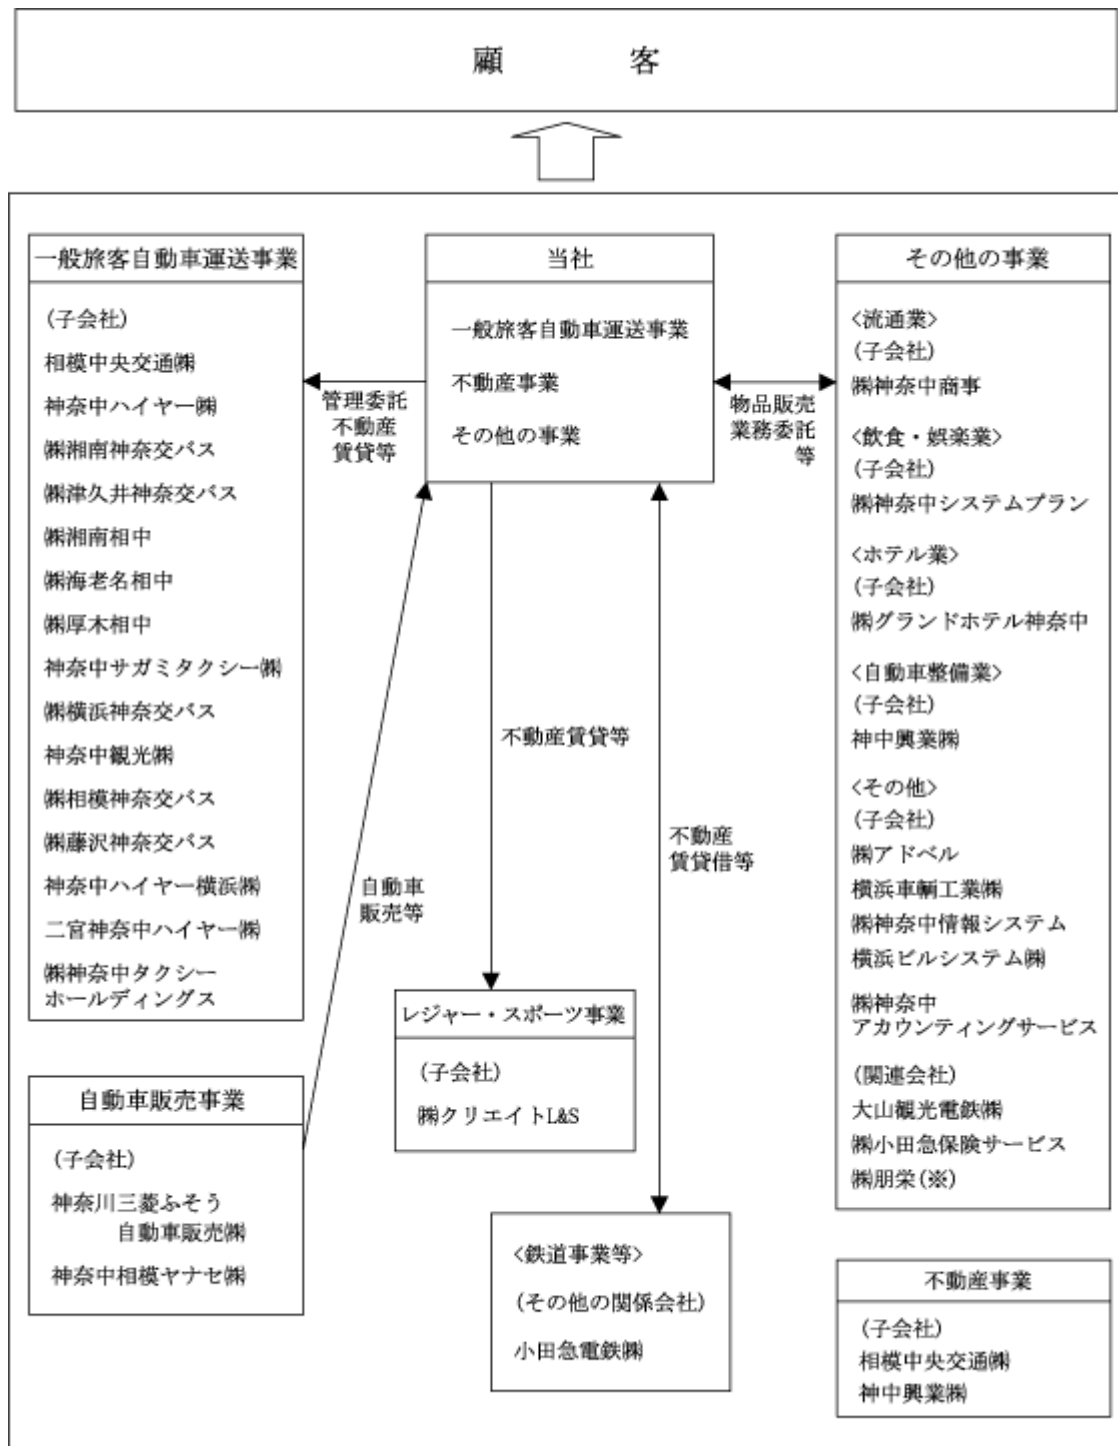 顧客
一般旅客自動車運送事業
(子会社)
相模中央交通㈱
神奈中ハイヤー㈱
㈱湘南神奈交バス
㈱津久井神奈交バス
㈱湘南相中
㈱海老名相中
㈱厚木相中
神奈中サガミタクシー㈱
㈱横浜神奈交バス
神奈中観光㈱
㈱相模神奈交バス
㈱藤沢神奈交バス
神奈中ハイヤー横浜㈱
二宮神奈中ハイヤー㈱
㈱神奈中タクシー
ホールディングス
自動車販売事業
(子会社)
神奈川三菱ふそう
自動車販売㈱
神奈中相模ヤナセ㈱
当社
一般旅客自動車運送事業
不動産事業
その他の事業
管理委託
不動産
賃貸等
物品販売
業務委託
等
不動産賃貸等
不動産
賃貸借等
自動車
販売等
レジャー・スポーツ事業
(子会社)
㈱クリエイトL&S
<鉄道事業等>
(その他の関係会社)
小田急電鉄㈱
その他の事業
<流通業>
(子会社)
㈱神奈中商事
<飲食・娯楽業>
(子会社)
㈱神奈中システムプラン
<ホテル業>
(子会社)
㈱グランドホテル神奈中
<自動車整備業>
(子会社)
神中興業㈱
<その他>
(子会社)
㈱アドベル
横浜車輌工業㈱
㈱神奈中情報システム
横浜ビルシステム㈱
㈱神奈中
アカウンティングサービス
(関連会社)
大山観光電鉄㈱
㈱小田急保険サービス
㈱朋栄(※)
不動産事業
(子会社)
相模中央交通㈱
神中興業㈱